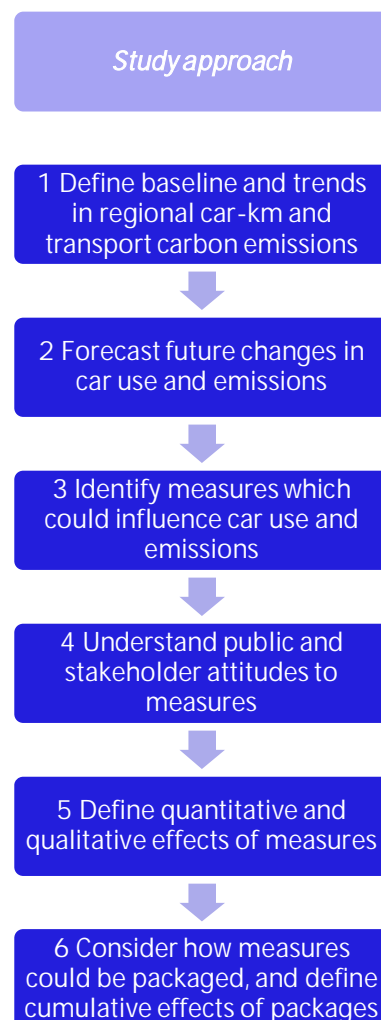 Study approach
1 Define baseline and trends
in regional car-km and
transport carbon emissions
2 Forecast future changes in
car use and emissions
3 Identify measures which
could influence car use and
emissions
4 Understand public and
stakeholder attitudes to
measures
5 Define quantitative and
qualitative effects of measures
6 Consider how measures
could be packaged, and define
cumulative effects of packages